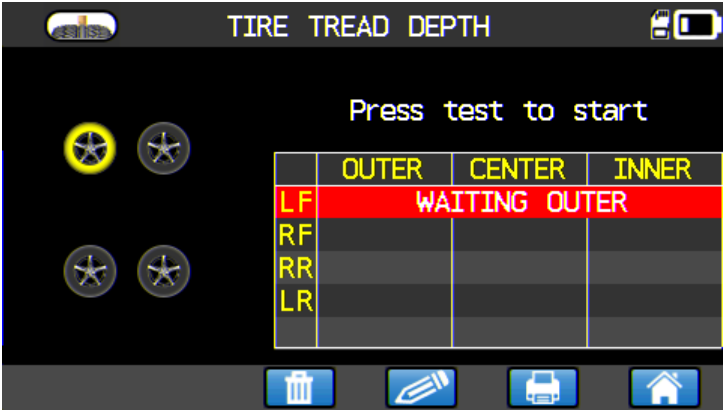 TIRE TREAD DEPTH
Press test to start
OUTER CENTER INNER
LF WAITING OUTER
RF
RR
LR